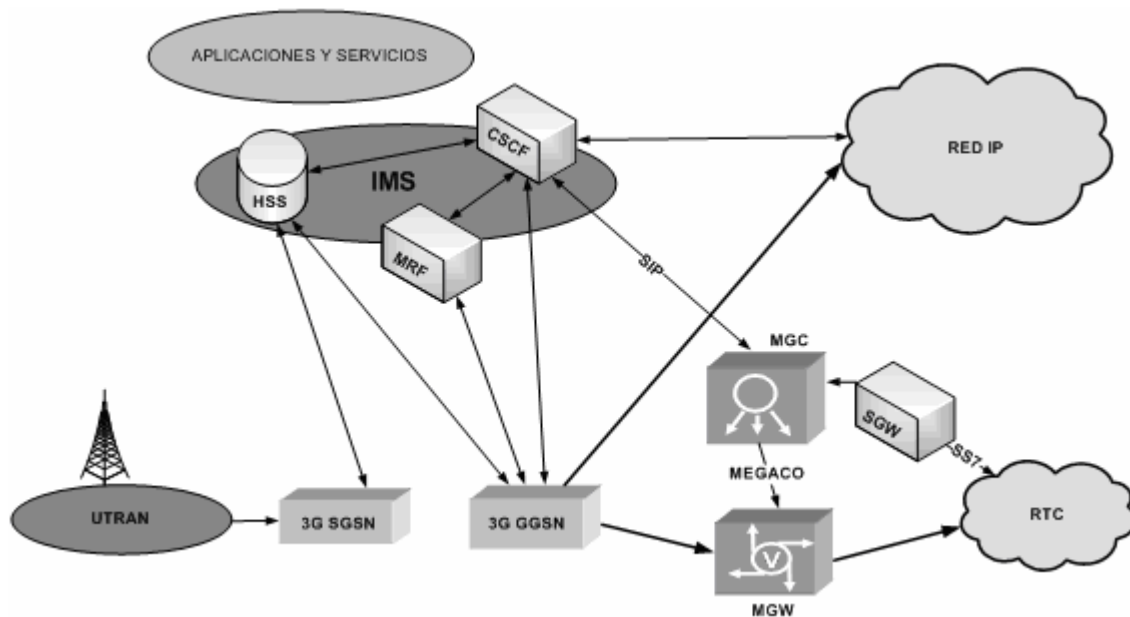 APLICACIONES Y SERVICIOS
CSCF
RED IP
IMS
HSS
MRF
SIP
MGC
SGW
SS7
MEGACO
UTRAN
3G SGSN
3G GGSN
V
RTC
MGW